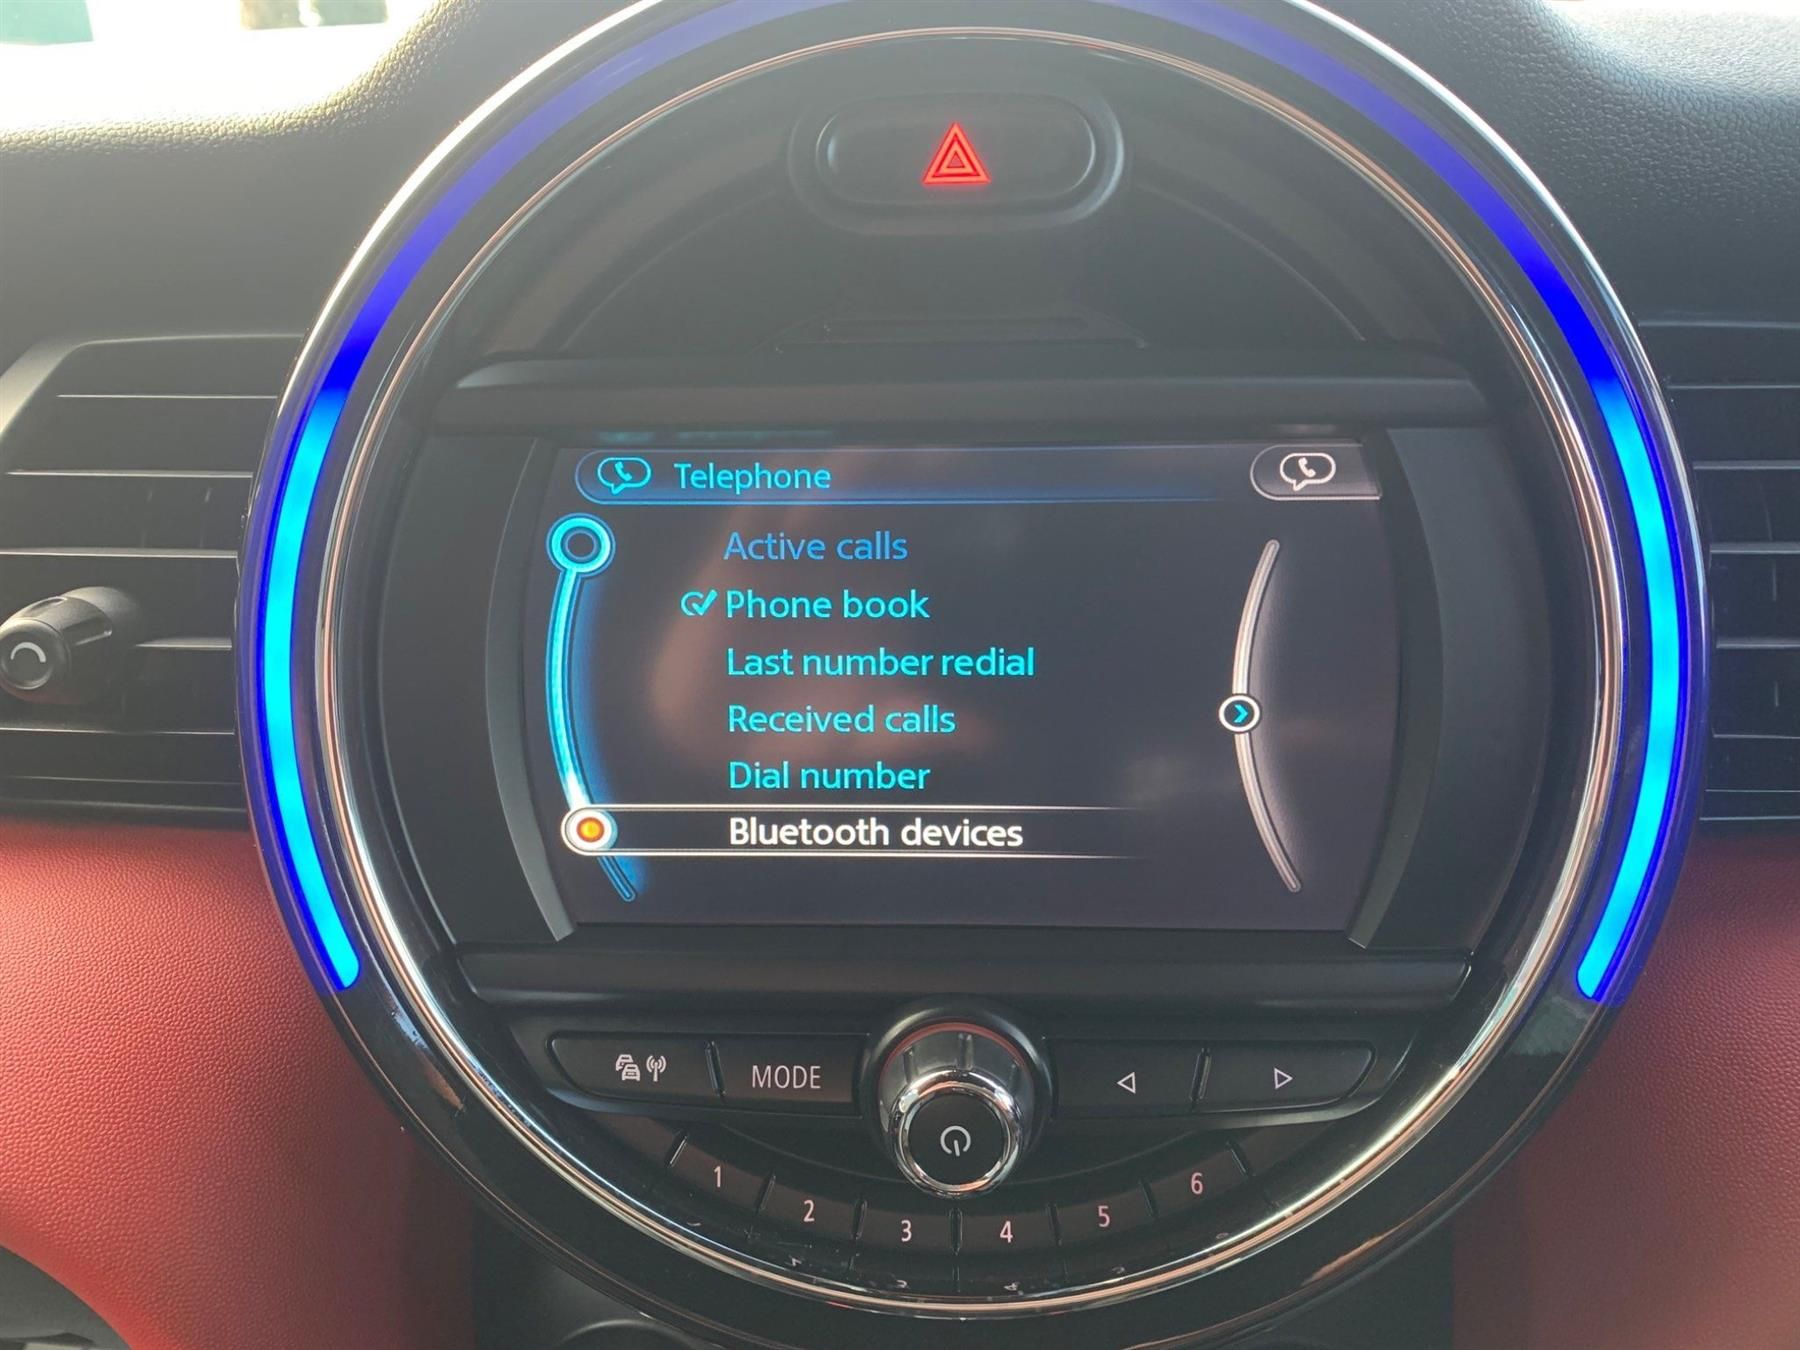 Telephone
Active calls
Phone book
Last number redial
Received calls
Dial number
Bluetooth devices
MODE
1 2 3 4 5 6